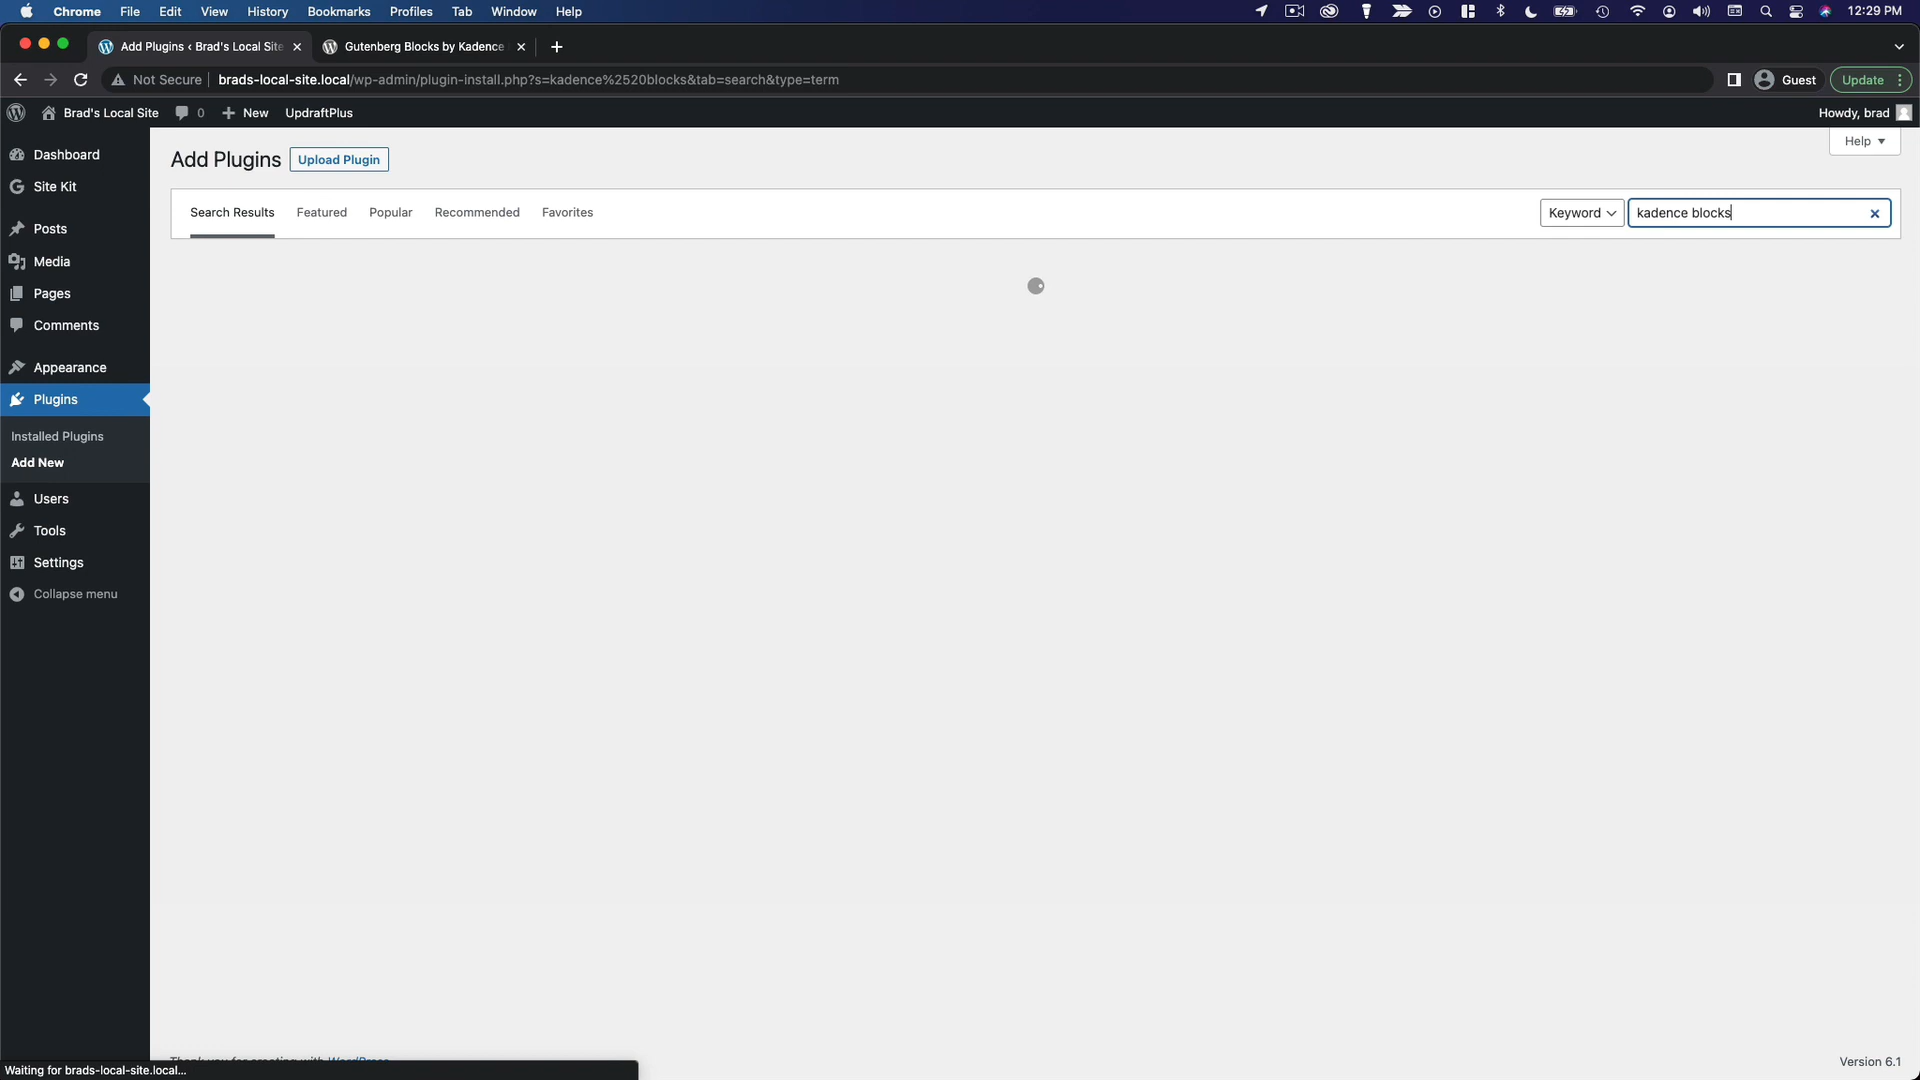 Chrome File Edit View History Bookmarks Profiles Tab Window Help 12:29 PM
Add Plugins ‹ Brad's Local Site Gutenberg Blocks by Kadence
Not Secure brads-local-site.local/wp-admin/plugin-install.php?s=kadence%2520blocks&tab=search&type=term Guest Update
Brad's Local Site 0 New UpdraftPlus Howdy, brad
Help
Add Plugins Upload Plugin
Search Results Featured Popular Recommended Favorites Keyword kadence blocks
Dashboard
Site Kit
Posts
Media
Pages
Comments
Appearance
Plugins
Installed Plugins
Add New
Users
Tools
Settings
Collapse menu
Thank you for creating with WordPress
Version 6.1
Waiting for brads-local-site.local...